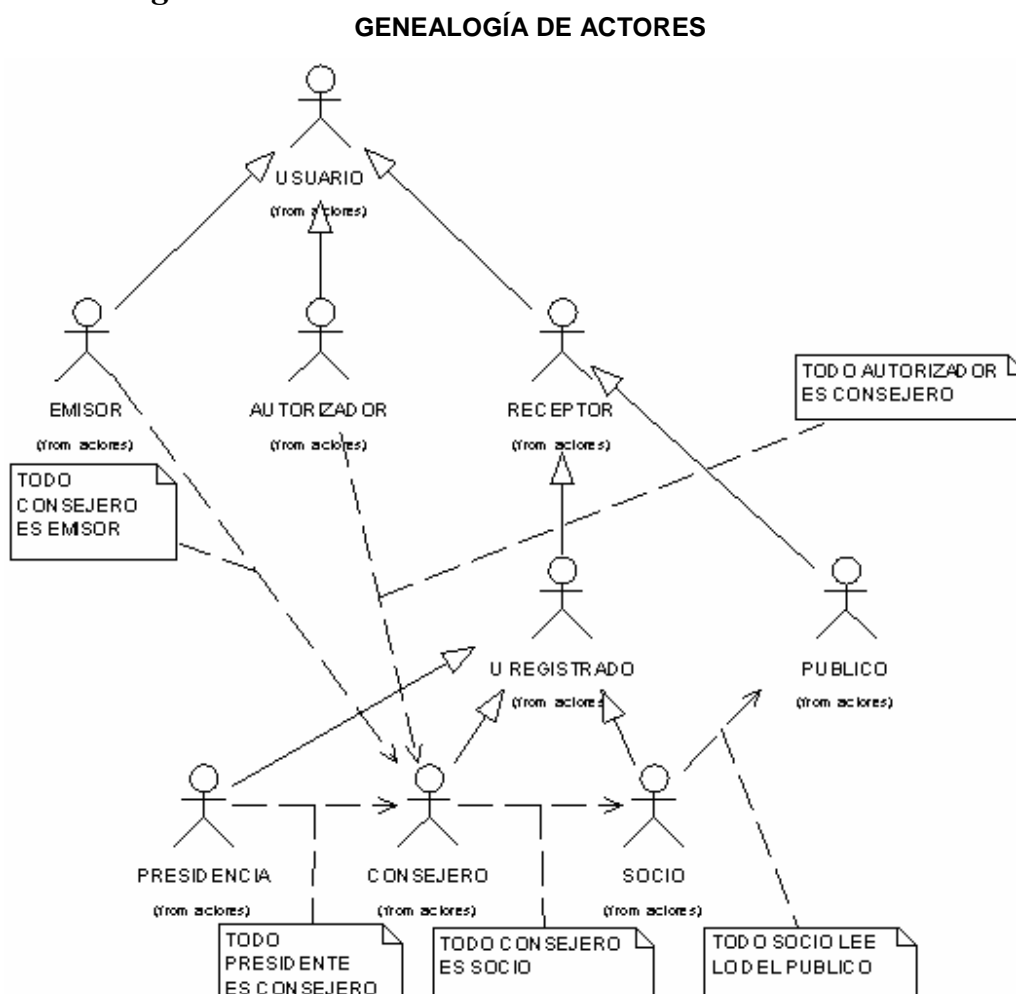 GENEALOGÍA DE ACTORES
USUARIO
(from actores)
EMISOR
(from actores)
AUTORIZADOR
(from actores)
RECEPTOR
(from actores)
TODO AUTORIZADOR
ES CONSEJERO
TODO
CONSEJERO
ES EMISOR
U REGISTRADO
(from actores)
PUBLICO
(from actores)
PRESIDENCIA
(from actores)
CONSEJERO
(from actores)
SOCIO
(from actores)
TODO
PRESIDENTE
ES CONSEJERO
TODO CONSEJERO
ES SOCIO
TODO SOCIO LEE
LO DEL PUBLICO